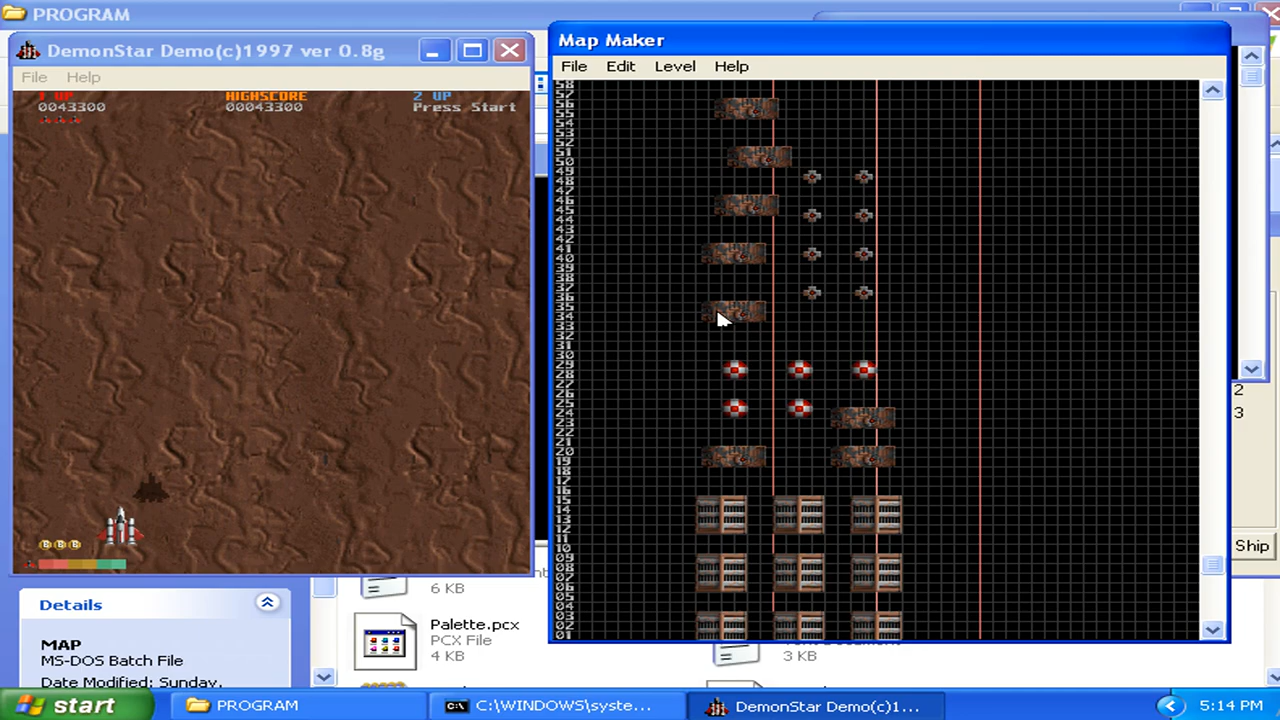 PROGRAM
DemonStar Demo(c)1997 ver 0.8g
File Help
1 UP HIGHSCORE 2 UP
0043300 00043300 Press Start
Map Maker
File Edit Level Help
58
57
56
55
54
53
52
51
50
49
48
47
46
45
44
43
42
41
40
39
38
37
36
35
34
33
32
31
30
29
28
27
26
25
24
23
22
21
20
19
18
17
16
15
14
13
12
11
10
09
08
07
06
05
04
03
02
01
2
3
Ship
B B B
6 KB
Palette.pcx
PCX File
4 KB
3 KB
Details
MAP
MS-DOS Batch File
Date Modified: Sunday,
start
PROGRAM
C:\WINDOWS\syste...
DemonStar Demo(c)1...
5:14 PM